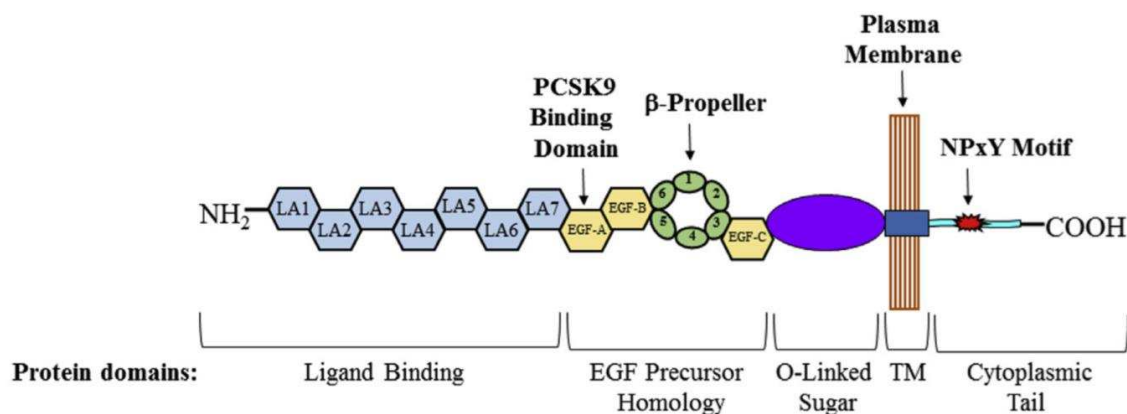 Plasma
Membrane
PCSK9
Binding
Domain
β-Propeller
NPxY Motif
NH2
LA1
LA2
LA3
LA4
LA5
LA6
LA7
EGF-A
EGF-B
1
2
3
4
5
6
EGF-C
COOH
Protein domains:
Ligand Binding
EGF Precursor
Homology
O-Linked
Sugar
TM
Cytoplasmic
Tail